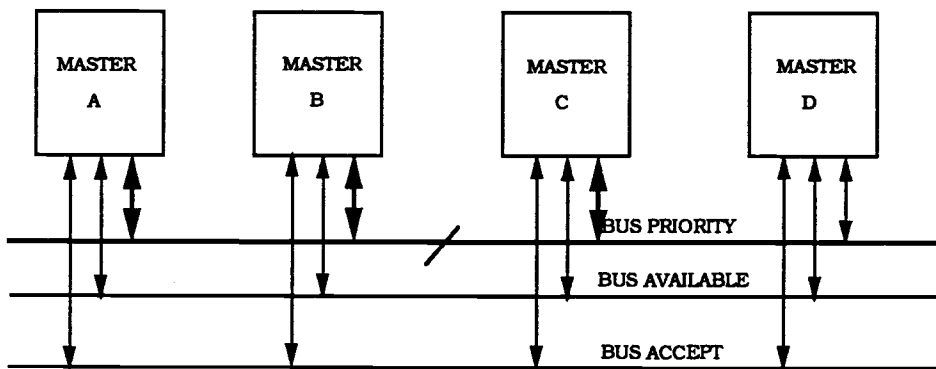 MASTER
A
MASTER
B
MASTER
C
MASTER
D
BUS PRIORITY
BUS AVAILABLE
BUS ACCEPT